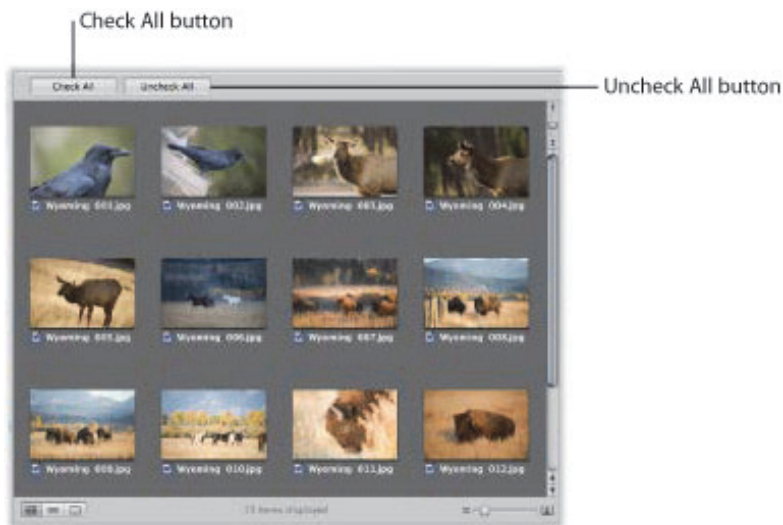 Check All button
Check All
Uncheck All
Uncheck All button
Wyoming 001.jpg
Wyoming 002.jpg
Wyoming 003.jpg
Wyoming 004.jpg
Wyoming 005.jpg
Wyoming 006.jpg
Wyoming 007.jpg
Wyoming 008.jpg
Wyoming 009.jpg
Wyoming 010.jpg
Wyoming 011.jpg
Wyoming 012.jpg
items displayed